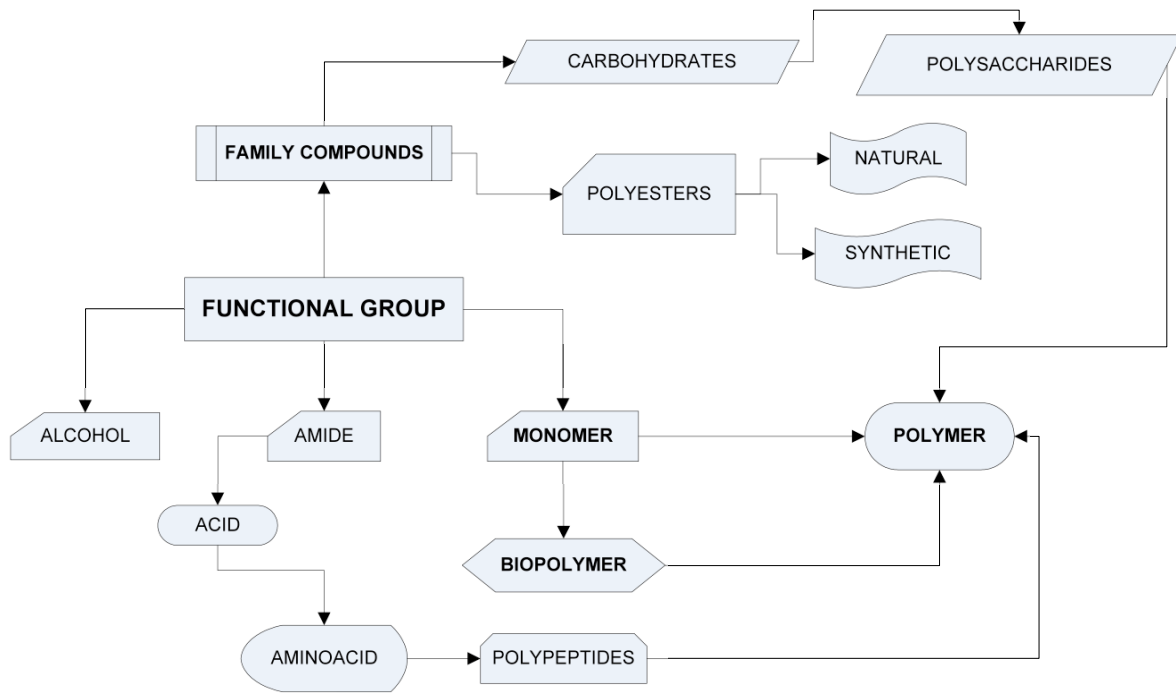 CARBOHYDRATES
POLYSACCHARIDES
FAMILY COMPOUNDS
NATURAL
POLYESTERS
SYNTHETIC
FUNCTIONAL GROUP
ALCOHOL
AMIDE
MONOMER
POLYMER
ACID
BIOPOLYMER
AMINOACID
POLYPEPTIDES